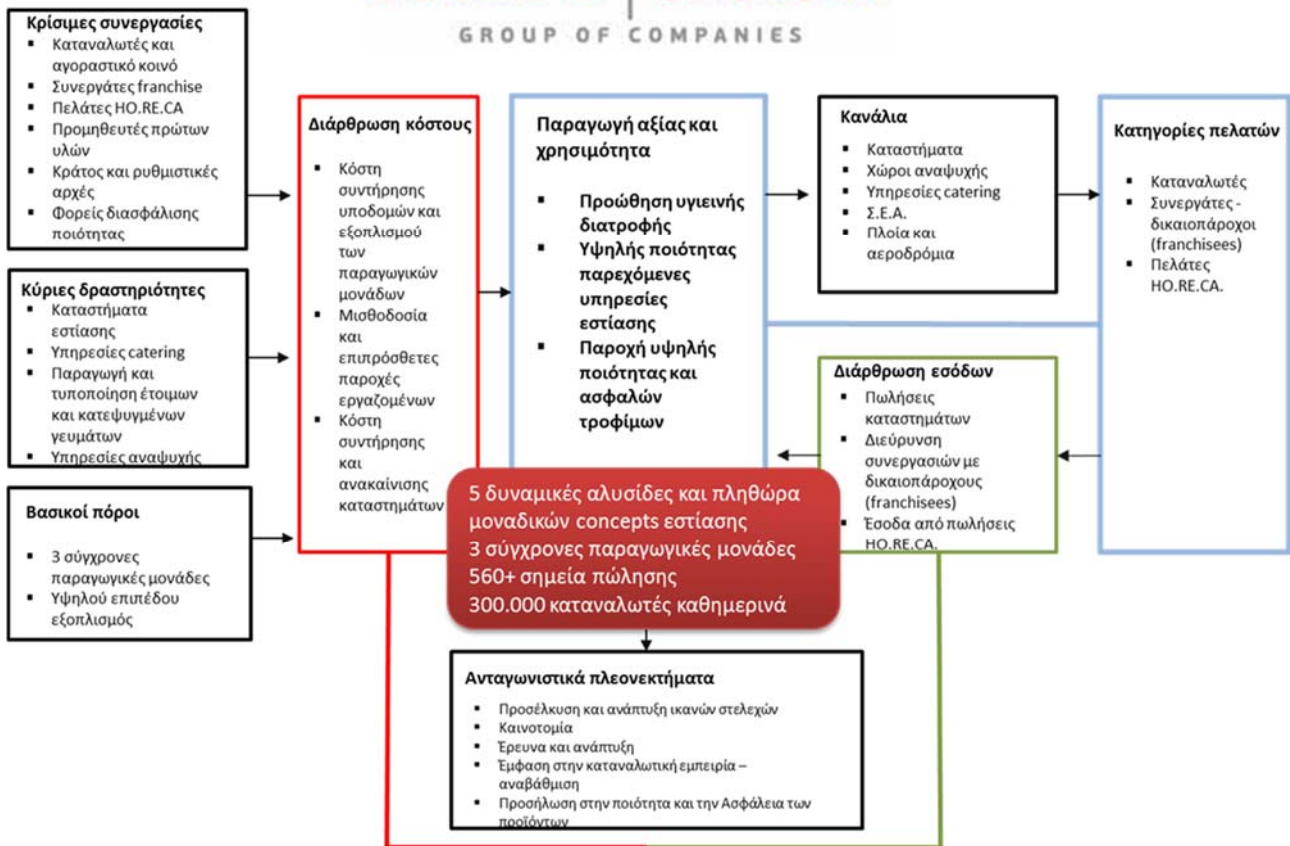 GROUP OF COMPANIES
Κρίσιμες συνεργασίες
▪ Καταναλωτές και
αγοραστικό κοινό
▪ Συνεργάτες franchise
▪ Πελάτες HO.RE.CA
▪ Προμηθευτές πρώτων
υλών
▪ Κράτος και ρυθμιστικές
αρχές
▪ Φορείς διασφάλισης
ποιότητας
Κύριες δραστηριότητες
▪ Καταστήματα
εστίασης
▪ Υπηρεσίες catering
▪ Παραγωγή και
τυποποίηση έτοιμων
και κατεψυγμένων
γευμάτων
▪ Υπηρεσίες αναψυχής
Βασικοί πόροι
▪ 3 σύγχρονες
παραγωγικές μονάδες
▪ Υψηλού επιπέδου
εξοπλισμός
Διάρθρωση κόστους
▪ Κόστη
συντήρησης
υποδομών και
εξοπλισμού
των
παραγωγικών
μονάδων
▪ Μισθοδοσία
και
επιπρόσθετες
παροχές
εργαζομένων
▪ Κόστη
συντήρησης
και
ανακαίνισης
καταστημάτων
Παραγωγή αξίας και
χρησιμότητα
▪ Προώθηση υγιεινής
διατροφής
▪ Υψηλής ποιότητας
παρεχόμενες
υπηρεσίες
εστίασης
▪ Παροχή υψηλής
ποιότητας και
ασφαλών
τροφίμων
Κανάλια
▪ Καταστήματα
▪ Χώροι αναψυχής
▪ Υπηρεσίες catering
▪ Σ.Ε.Α.
▪ Πλοία και
αεροδρόμια
Κατηγορίες πελατών
▪ Καταναλωτές
▪ Συνεργάτες -
δικαιοπάροχοι
(franchisees)
▪ Πελάτες
HO.RE.CA.
Διάρθρωση εσόδων
▪ Πωλήσεις
καταστημάτων
▪ Διεύρυνση
συνεργασιών με
δικαιοπάροχους
(franchisees)
▪ Έσοδα από πωλήσεις
HO.RE.CA.
5 δυναμικές αλυσίδες και πληθώρα
μοναδικών concepts εστίασης
3 σύγχρονες παραγωγικές μονάδες
560+ σημεία πώλησης
300.000 καταναλωτές καθημερινά
Ανταγωνιστικά πλεονεκτήματα
▪ Προσέλκυση και ανάπτυξη ικανών στελεχών
▪ Καινοτομία
▪ Έρευνα και ανάπτυξη
▪ Έμφαση στην καταναλωτική εμπειρία –
αναβάθμιση
▪ Προσήλωση στην ποιότητα και την Ασφάλεια των
προϊόντων